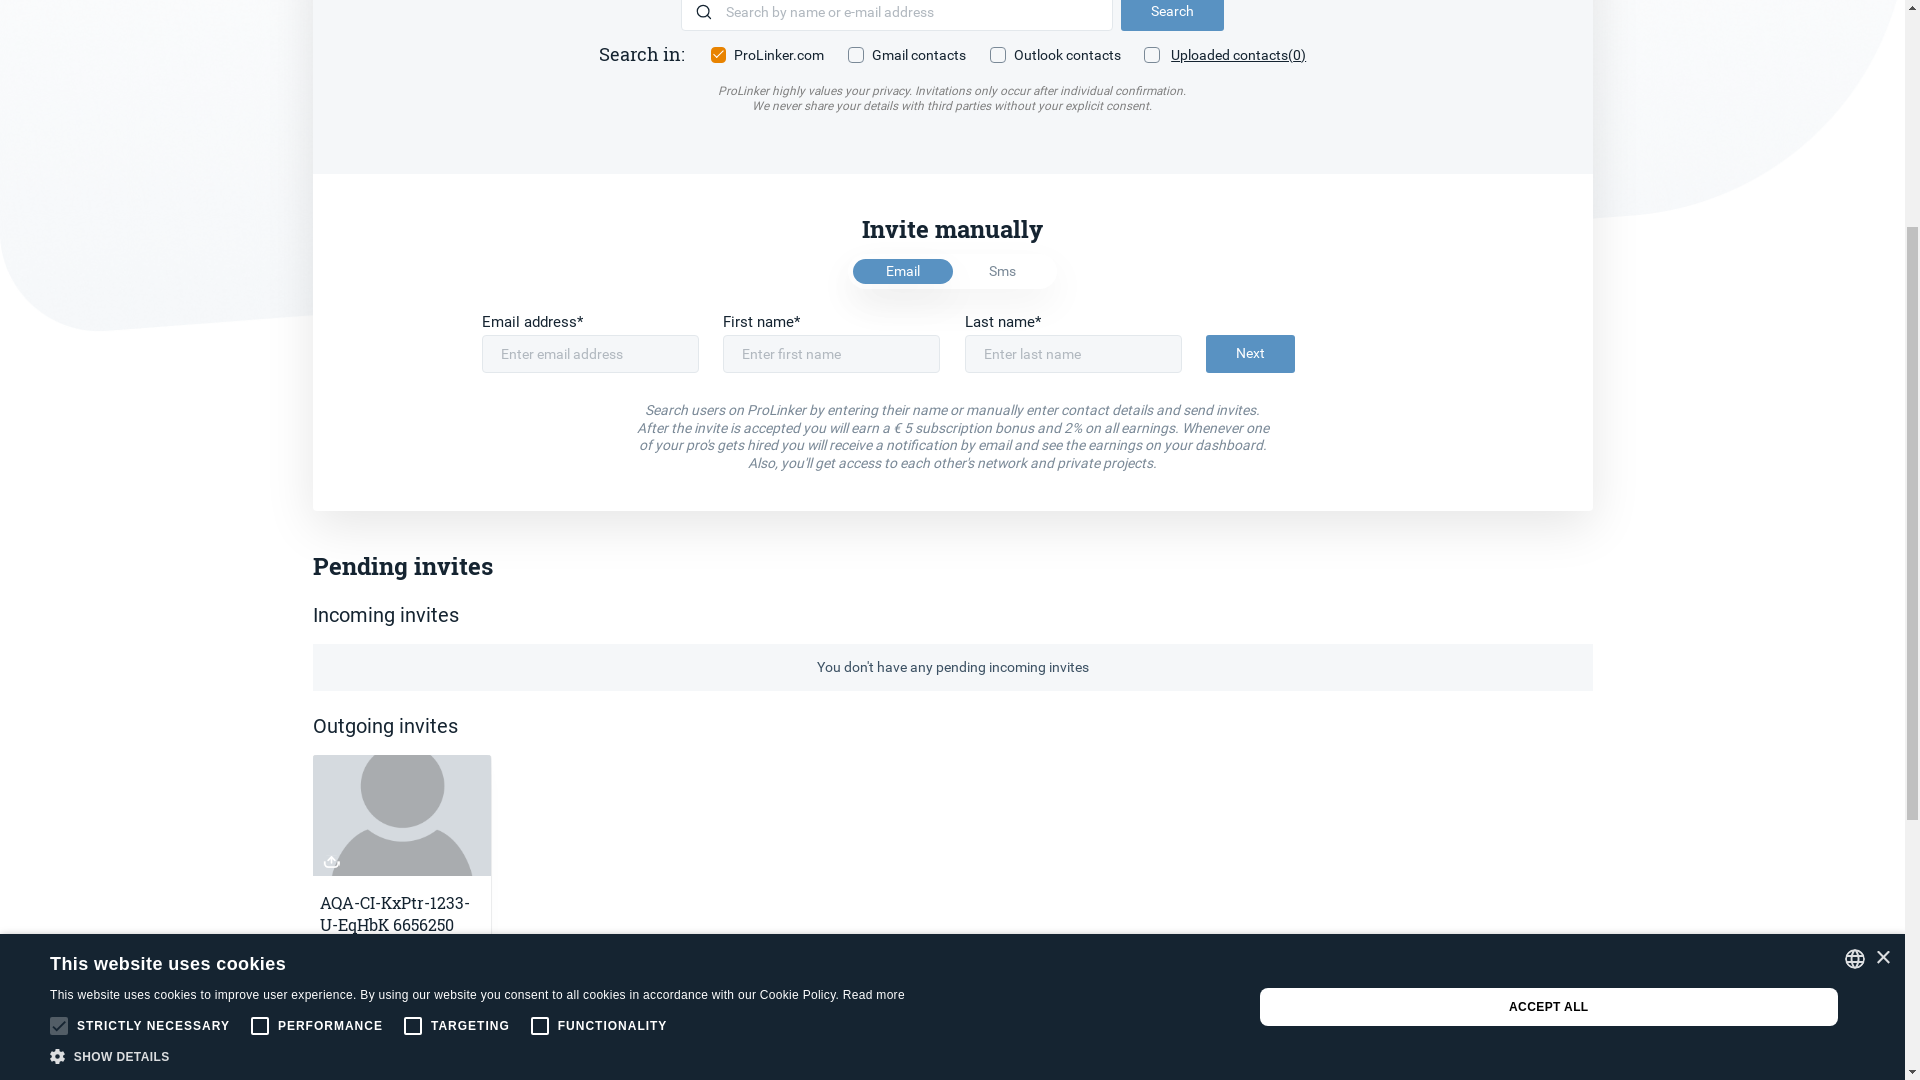 Search by name or e-mail address
Search
Search in:
ProLinker.com
Gmail contacts
Outlook contacts
Uploaded contacts(0)
ProLinker highly values your privacy. Invitations only occur after individual confirmation.
We never share your details with third parties without your explicit consent.
Invite manually
Email
Sms
Email address*
First name*
Last name*
Enter email address
Enter first name
Enter last name
Next
Search users on ProLinker by entering their name or manually enter contact details and send invites.
After the invite is accepted you will earn a € 5 subscription bonus and 2% on all earnings. Whenever one
of your pro's gets hired you will receive a notification by email and see the earnings on your dashboard.
Also, you'll get access to each other's network and private projects.
Pending invites
Incoming invites
You don't have any pending incoming invites
Outgoing invites
AQA-CI-KxPtr-1233-
U-EqHbK 6656250
This website uses cookies
This website uses cookies to improve user experience. By using our website you consent to all cookies in accordance with our Cookie Policy. Read more
STRICTLY NECESSARY
PERFORMANCE
TARGETING
FUNCTIONALITY
SHOW DETAILS
ACCEPT ALL